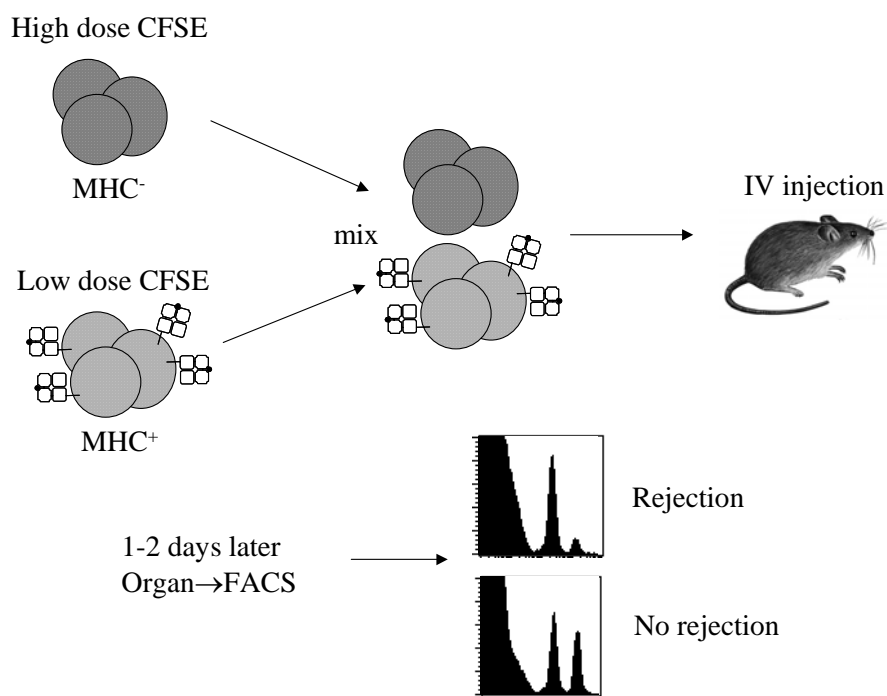 High dose CFSE
MHC-
Low dose CFSE
MHC+
mix
IV injection
1-2 days later
Organ→FACS
Rejection
No rejection